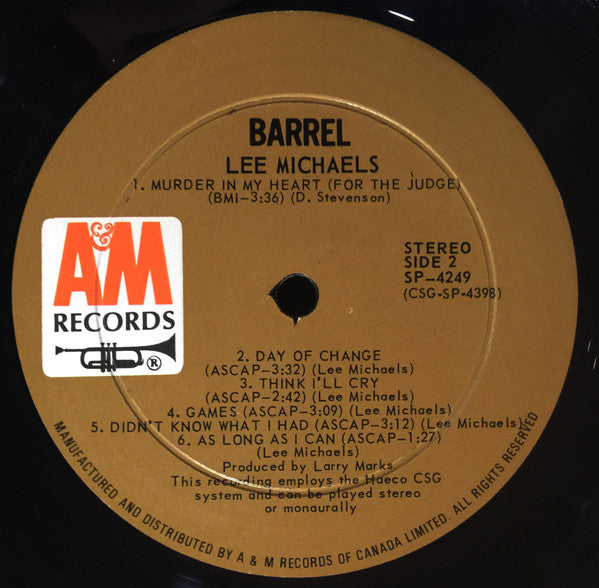 BARREL
LEE MICHAELS
1. MURDER IN MY HEART (FOR THE JUDGE)
(BMI-3:36) (D. Stevenson)
A&M
RECORDS
®
STEREO
SIDE 2
SP-4249
(CSG-SP-4398)
2. DAY OF CHANGE
(ASCAP-3:32) (Lee Michaels)
3. THINK I'LL CRY
(ASCAP-2:42) (Lee Michaels)
4. GAMES (ASCAP-3:09) (Lee Michaels)
5. DIDN'T KNOW WHAT I HAD (ASCAP-3:12) (Lee Michaels)
6. AS LONG AS I CAN (ASCAP-1:27)
(Lee Michaels)
Produced by Larry Marks
This recording employs the Haeco CSG
system and can be played stereo
or monaurally
MANUFACTURED AND DISTRIBUTED BY A & M RECORDS OF CANADA LIMITED. ALL RIGHTS RESERVED